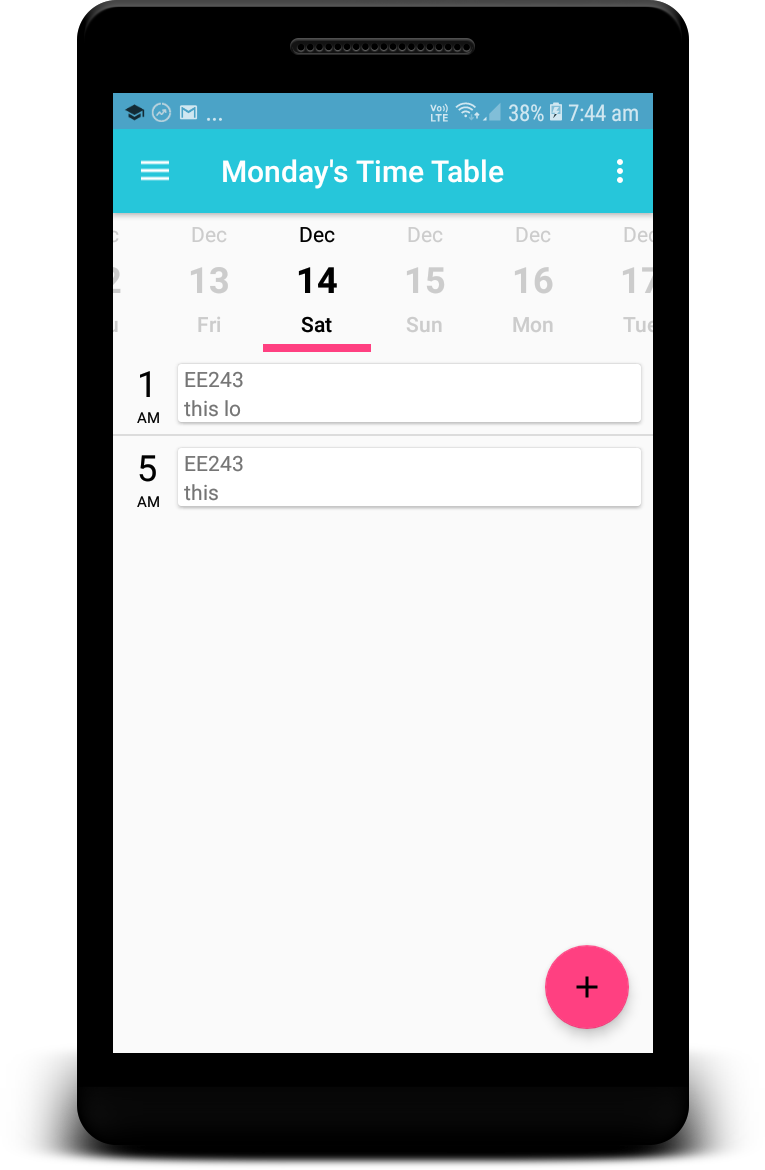 ... Vo)) LTE 38% 7:44 am
Monday's Time Table
Dec Dec Dec Dec Dec
13 14 15 16 17
Fri Sat Sun Mon Tue
1 EE243
AM this lo
5 EE243
AM this
+